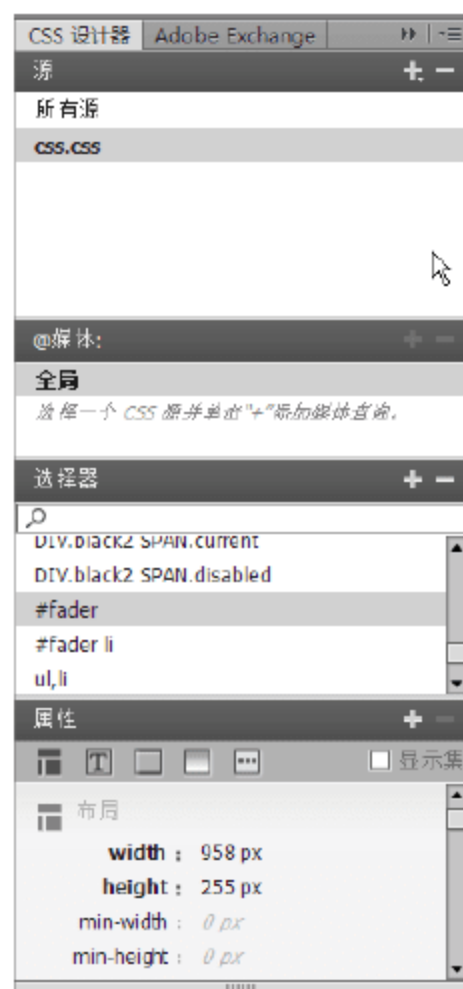 CSS 设计器 Adobe Exchange
源
所有源
css.css
@媒体:
全局
选择一个 CSS 源并单击"+"添加媒体查询。
选择器
DIV.black2 SPAN.current
DIV.black2 SPAN.disabled
#fader
#fader li
ul,li
属性
显示集
布局
width : 958 px
height : 255 px
min-width : 0 px
min-height : 0 px